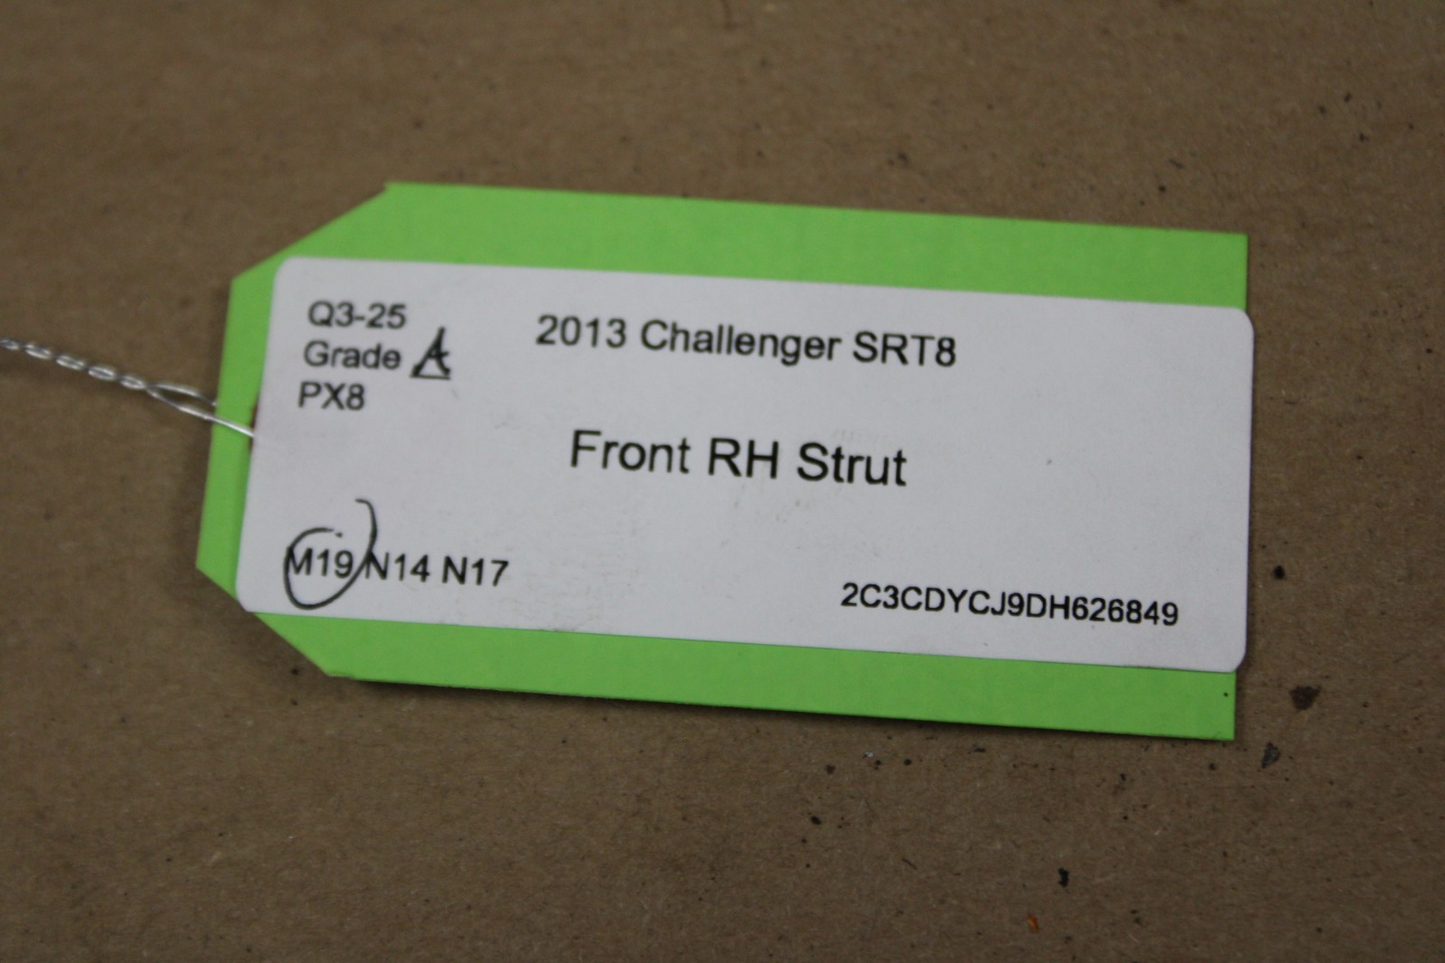 Q3-25
Grade A
PX8
2013 Challenger SRT8
Front RH Strut
M19 N14 N17
2C3CDYCJ9DH626849